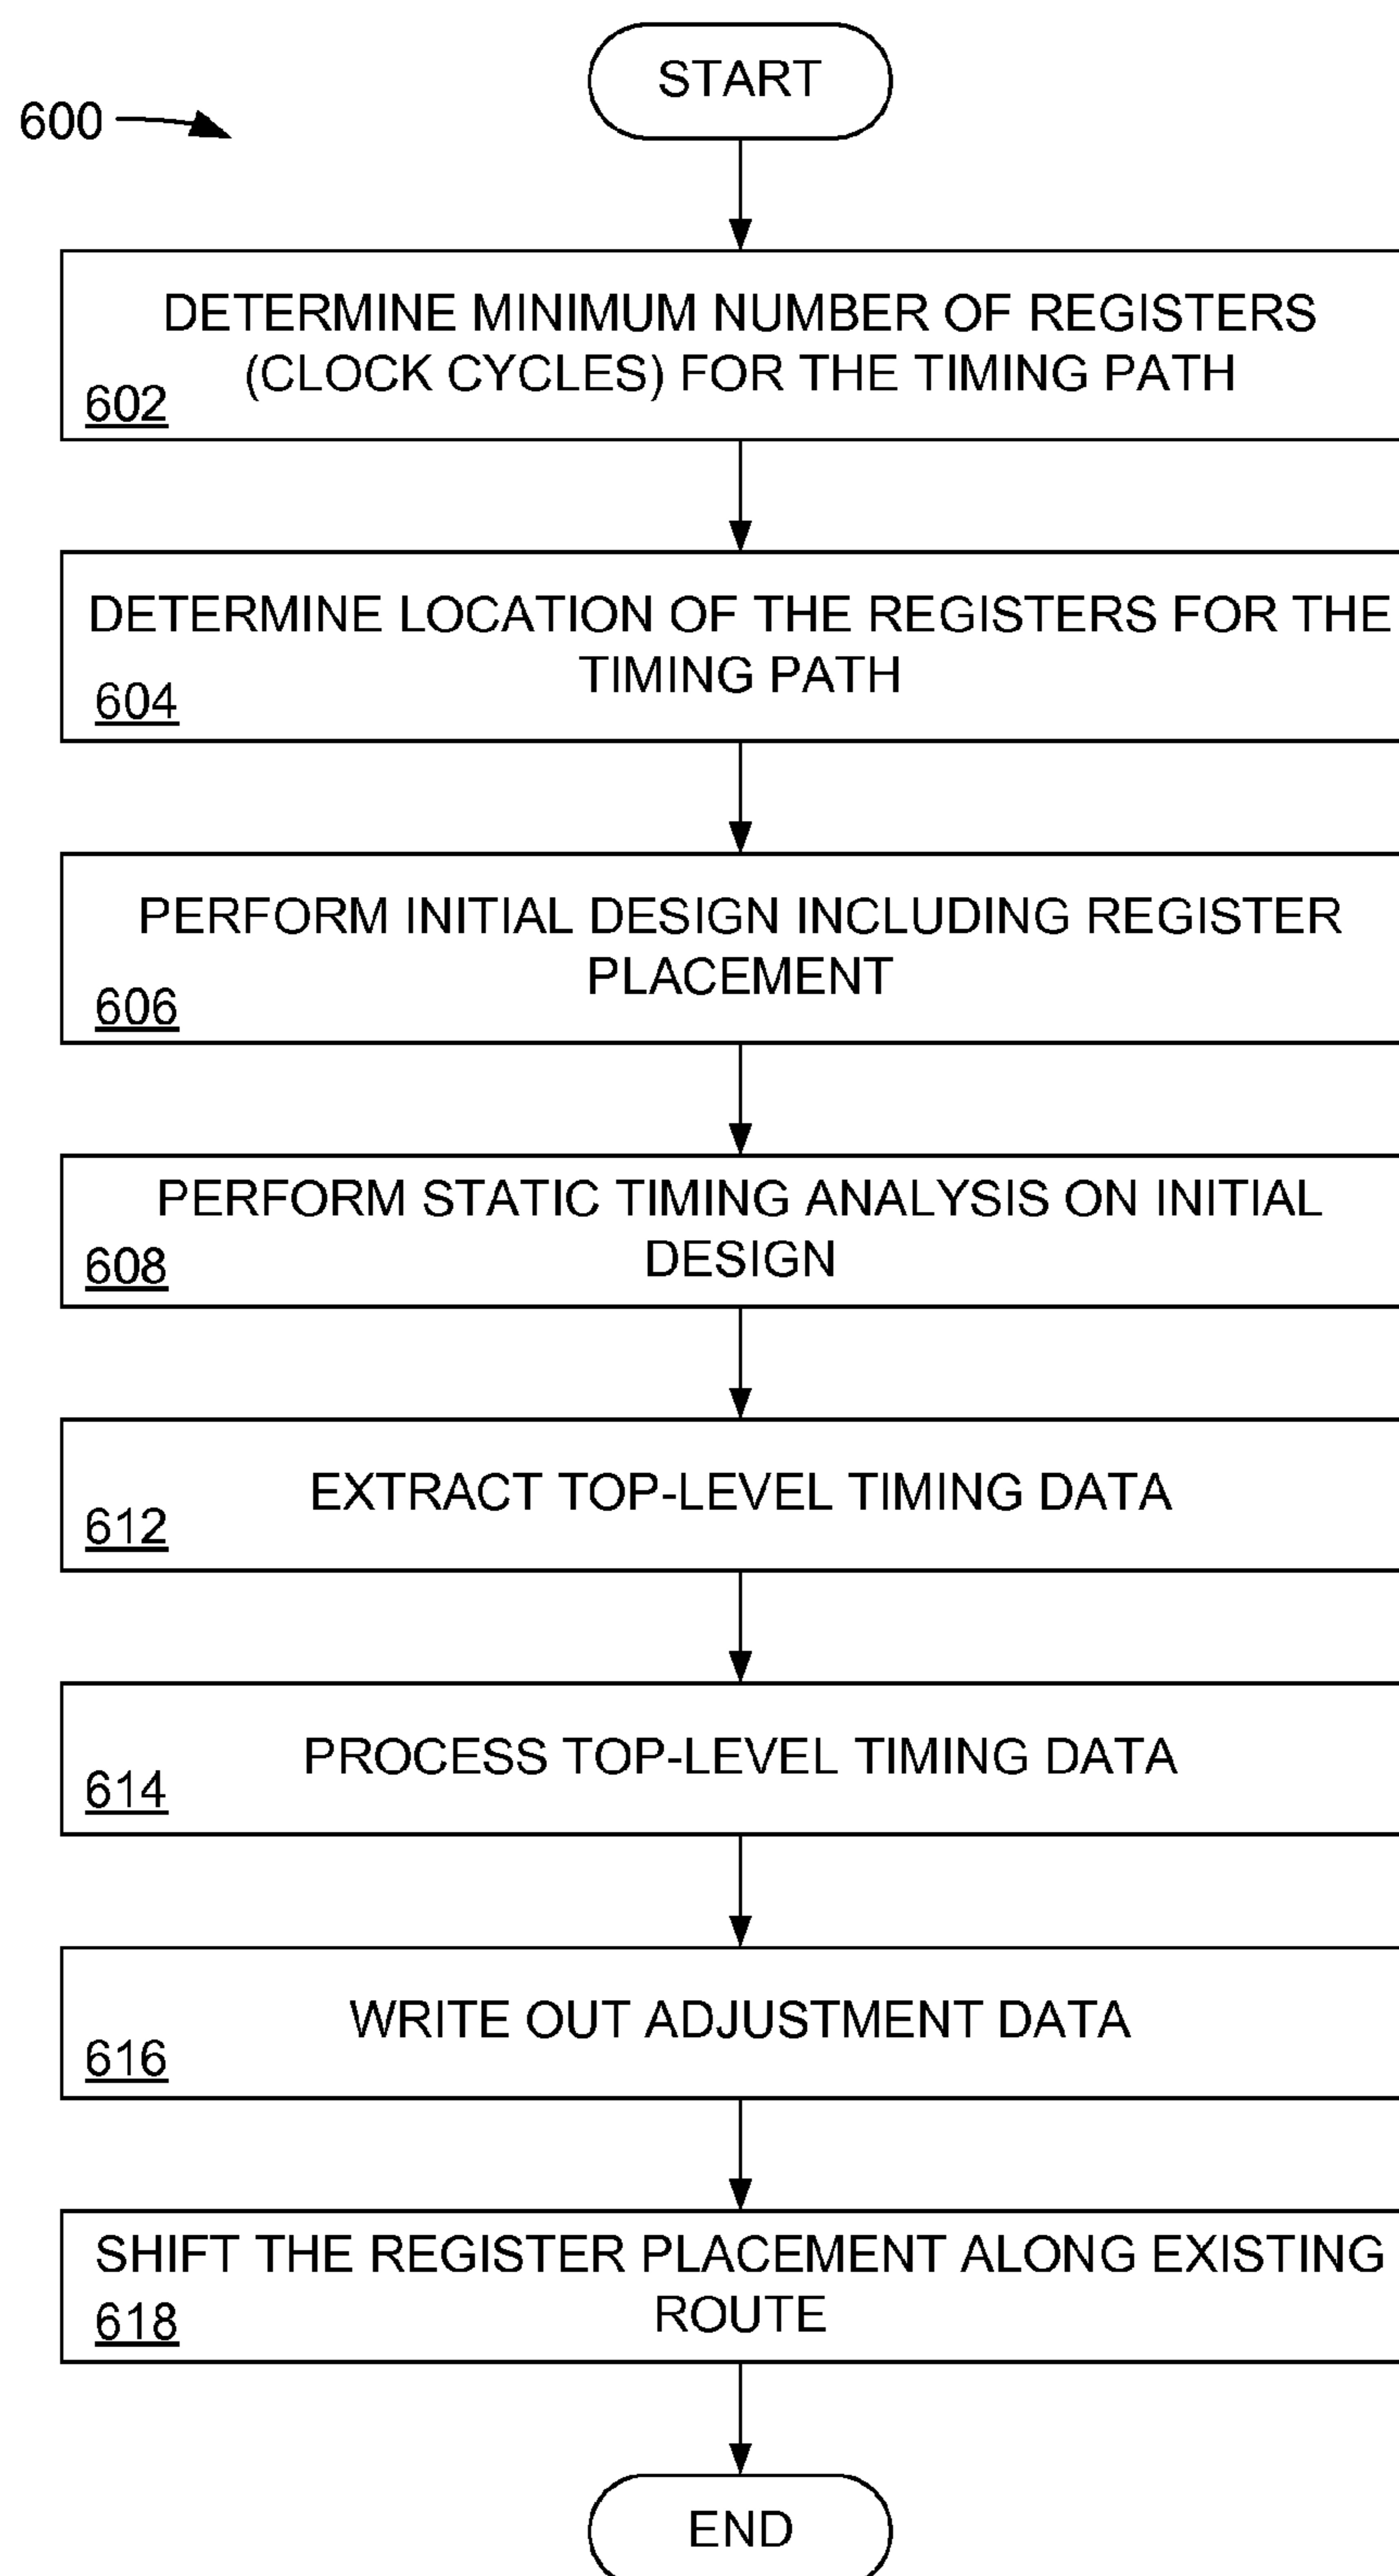 START
600
DETERMINE MINIMUM NUMBER OF REGISTERS
(CLOCK CYCLES) FOR THE TIMING PATH
602
DETERMINE LOCATION OF THE REGISTERS FOR THE
TIMING PATH
604
PERFORM INITIAL DESIGN INCLUDING REGISTER
PLACEMENT
606
PERFORM STATIC TIMING ANALYSIS ON INITIAL
DESIGN
608
EXTRACT TOP-LEVEL TIMING DATA
612
PROCESS TOP-LEVEL TIMING DATA
614
WRITE OUT ADJUSTMENT DATA
616
SHIFT THE REGISTER PLACEMENT ALONG EXISTING
ROUTE
618
END